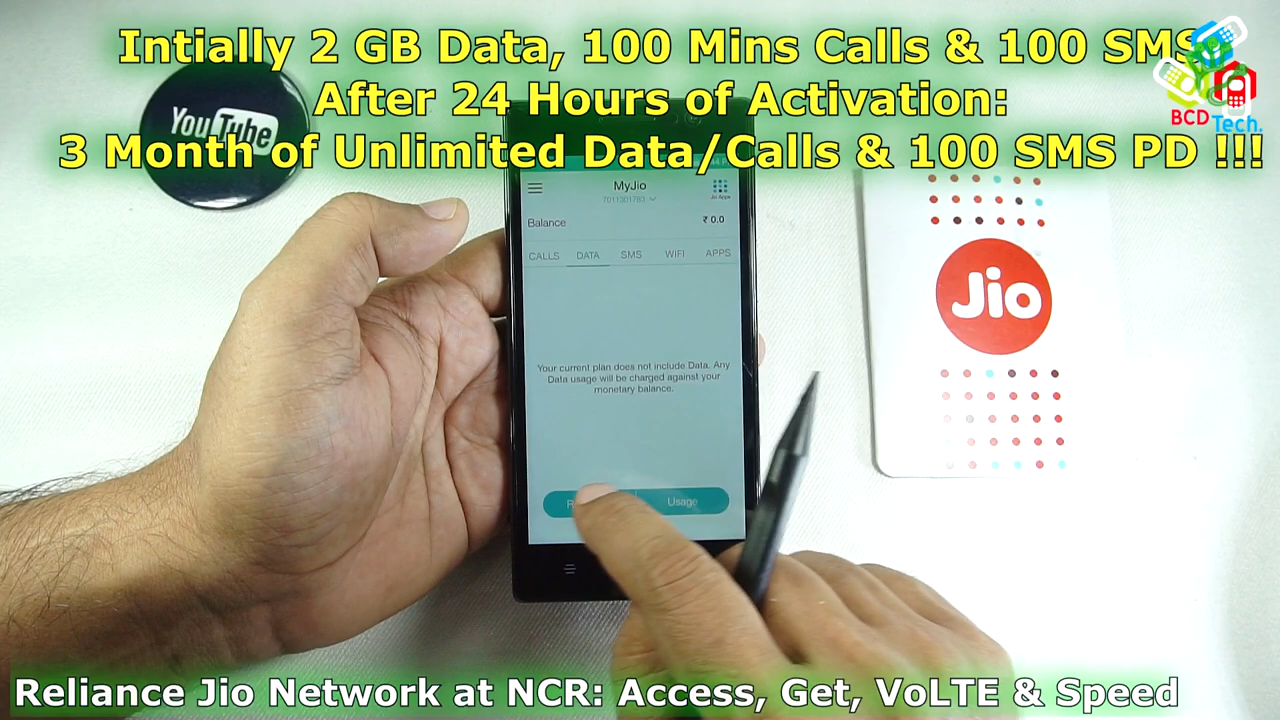 Intially 2 GB Data, 100 Mins Calls & 100 SMS
After 24 Hours of Activation:
3 Month of Unlimited Data/Calls & 100 SMS PD !!!
BCD Tech.
YouTube
MyJio
7011301783
Jio Apps
Balance ₹ 0.0
CALLS DATA SMS WIFI APPS
Your current plan does not include Data. Any
Data usage will be charged against your
monetary balance.
Usage
Jio
Reliance Jio Network at NCR: Access, Get, VoLTE & Speed